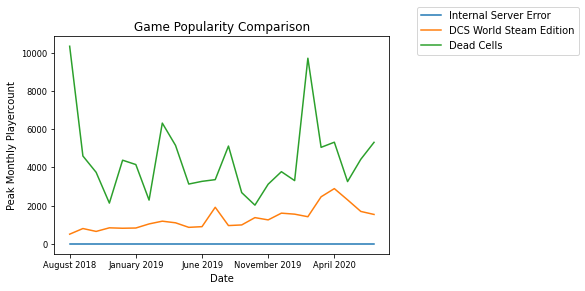 Internal Server Error
DCS World Steam Edition
Dead Cells
Game Popularity Comparison
Peak Monthly Playercount
10000
8000
6000
4000
2000
0
August 2018
January 2019
June 2019
November 2019
April 2020
Date